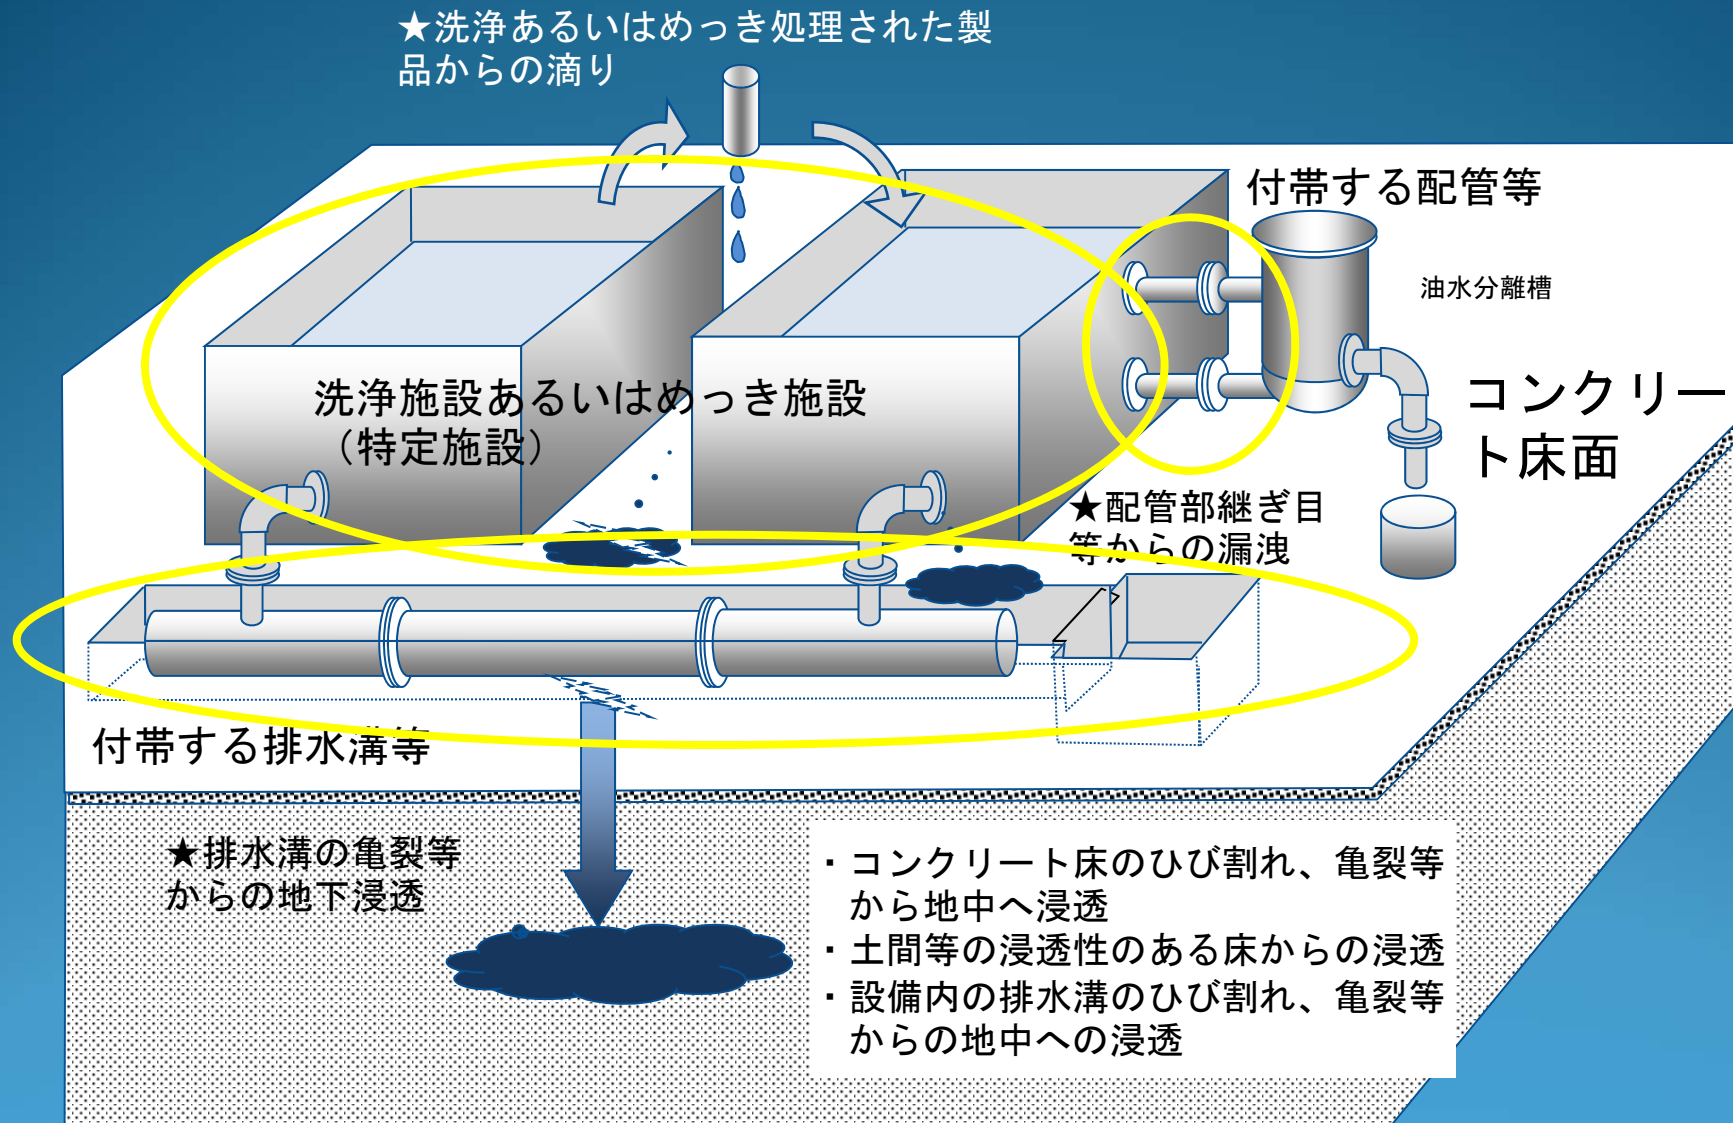 ★洗浄あるいはめっき処理された製
品からの滴り
付帯する配管等
油水分離槽
コンクリー
ト床面
洗浄施設あるいはめっき施設
（特定施設）
★配管部継ぎ目
等からの漏洩
付帯する排水溝等
★排水溝の亀裂等
からの地下浸透
・コンクリート床のひび割れ、亀裂等
から地中へ浸透
・土間等の浸透性のある床からの浸透
・設備内の排水溝のひび割れ、亀裂等
からの地中への浸透